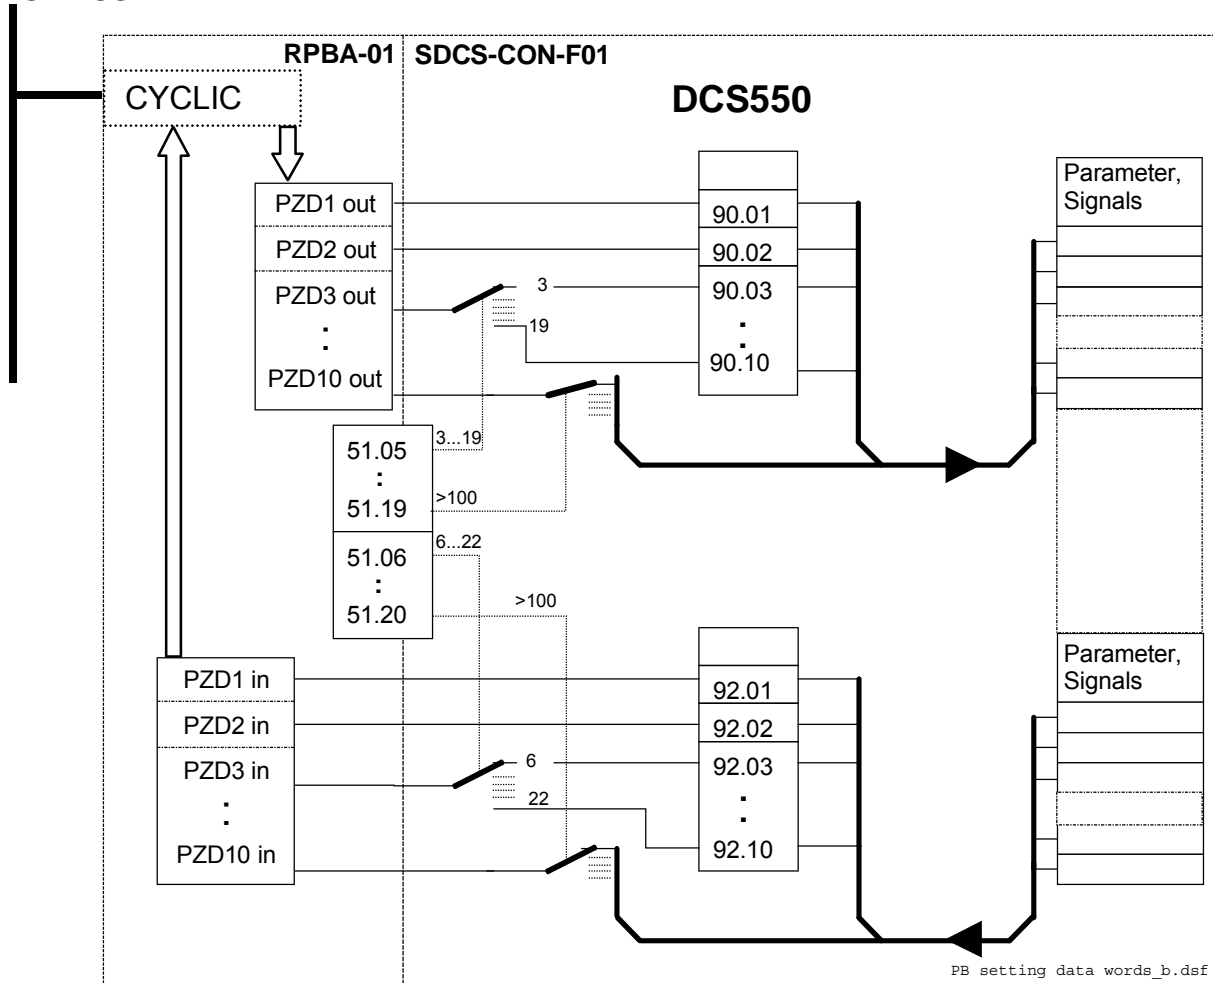 RPBA-01
SDCS-CON-F01
CYCLIC
DCS550
PZD1 out
PZD2 out
PZD3 out
:
PZD10 out
3
19
90.01
90.02
90.03
:
90.10
Parameter,
Signals
51.05
:
51.19
3...19
>100
51.06
:
51.20
6...22
>100
PZD1 in
PZD2 in
PZD3 in
:
PZD10 in
6
22
92.01
92.02
92.03
:
92.10
Parameter,
Signals
PB setting data words_b.dsf